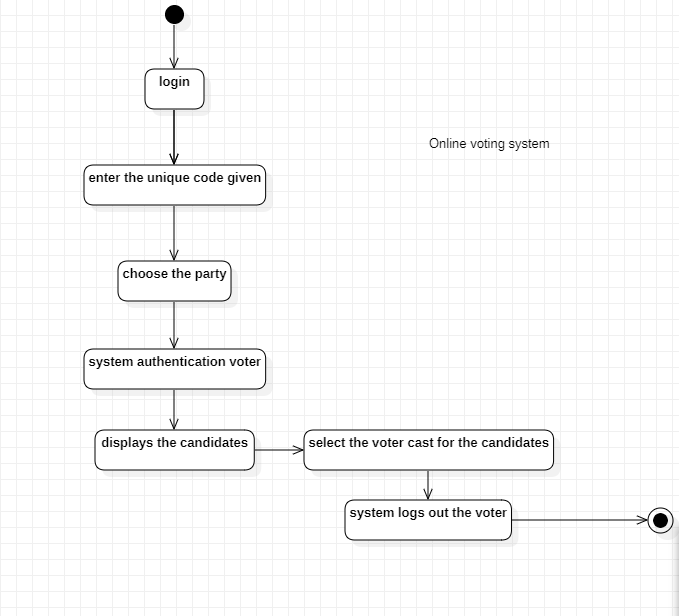 login
Online voting system
enter the unique code given
choose the party
system authentication voter
displays the candidates
select the voter cast for the candidates
system logs out the voter